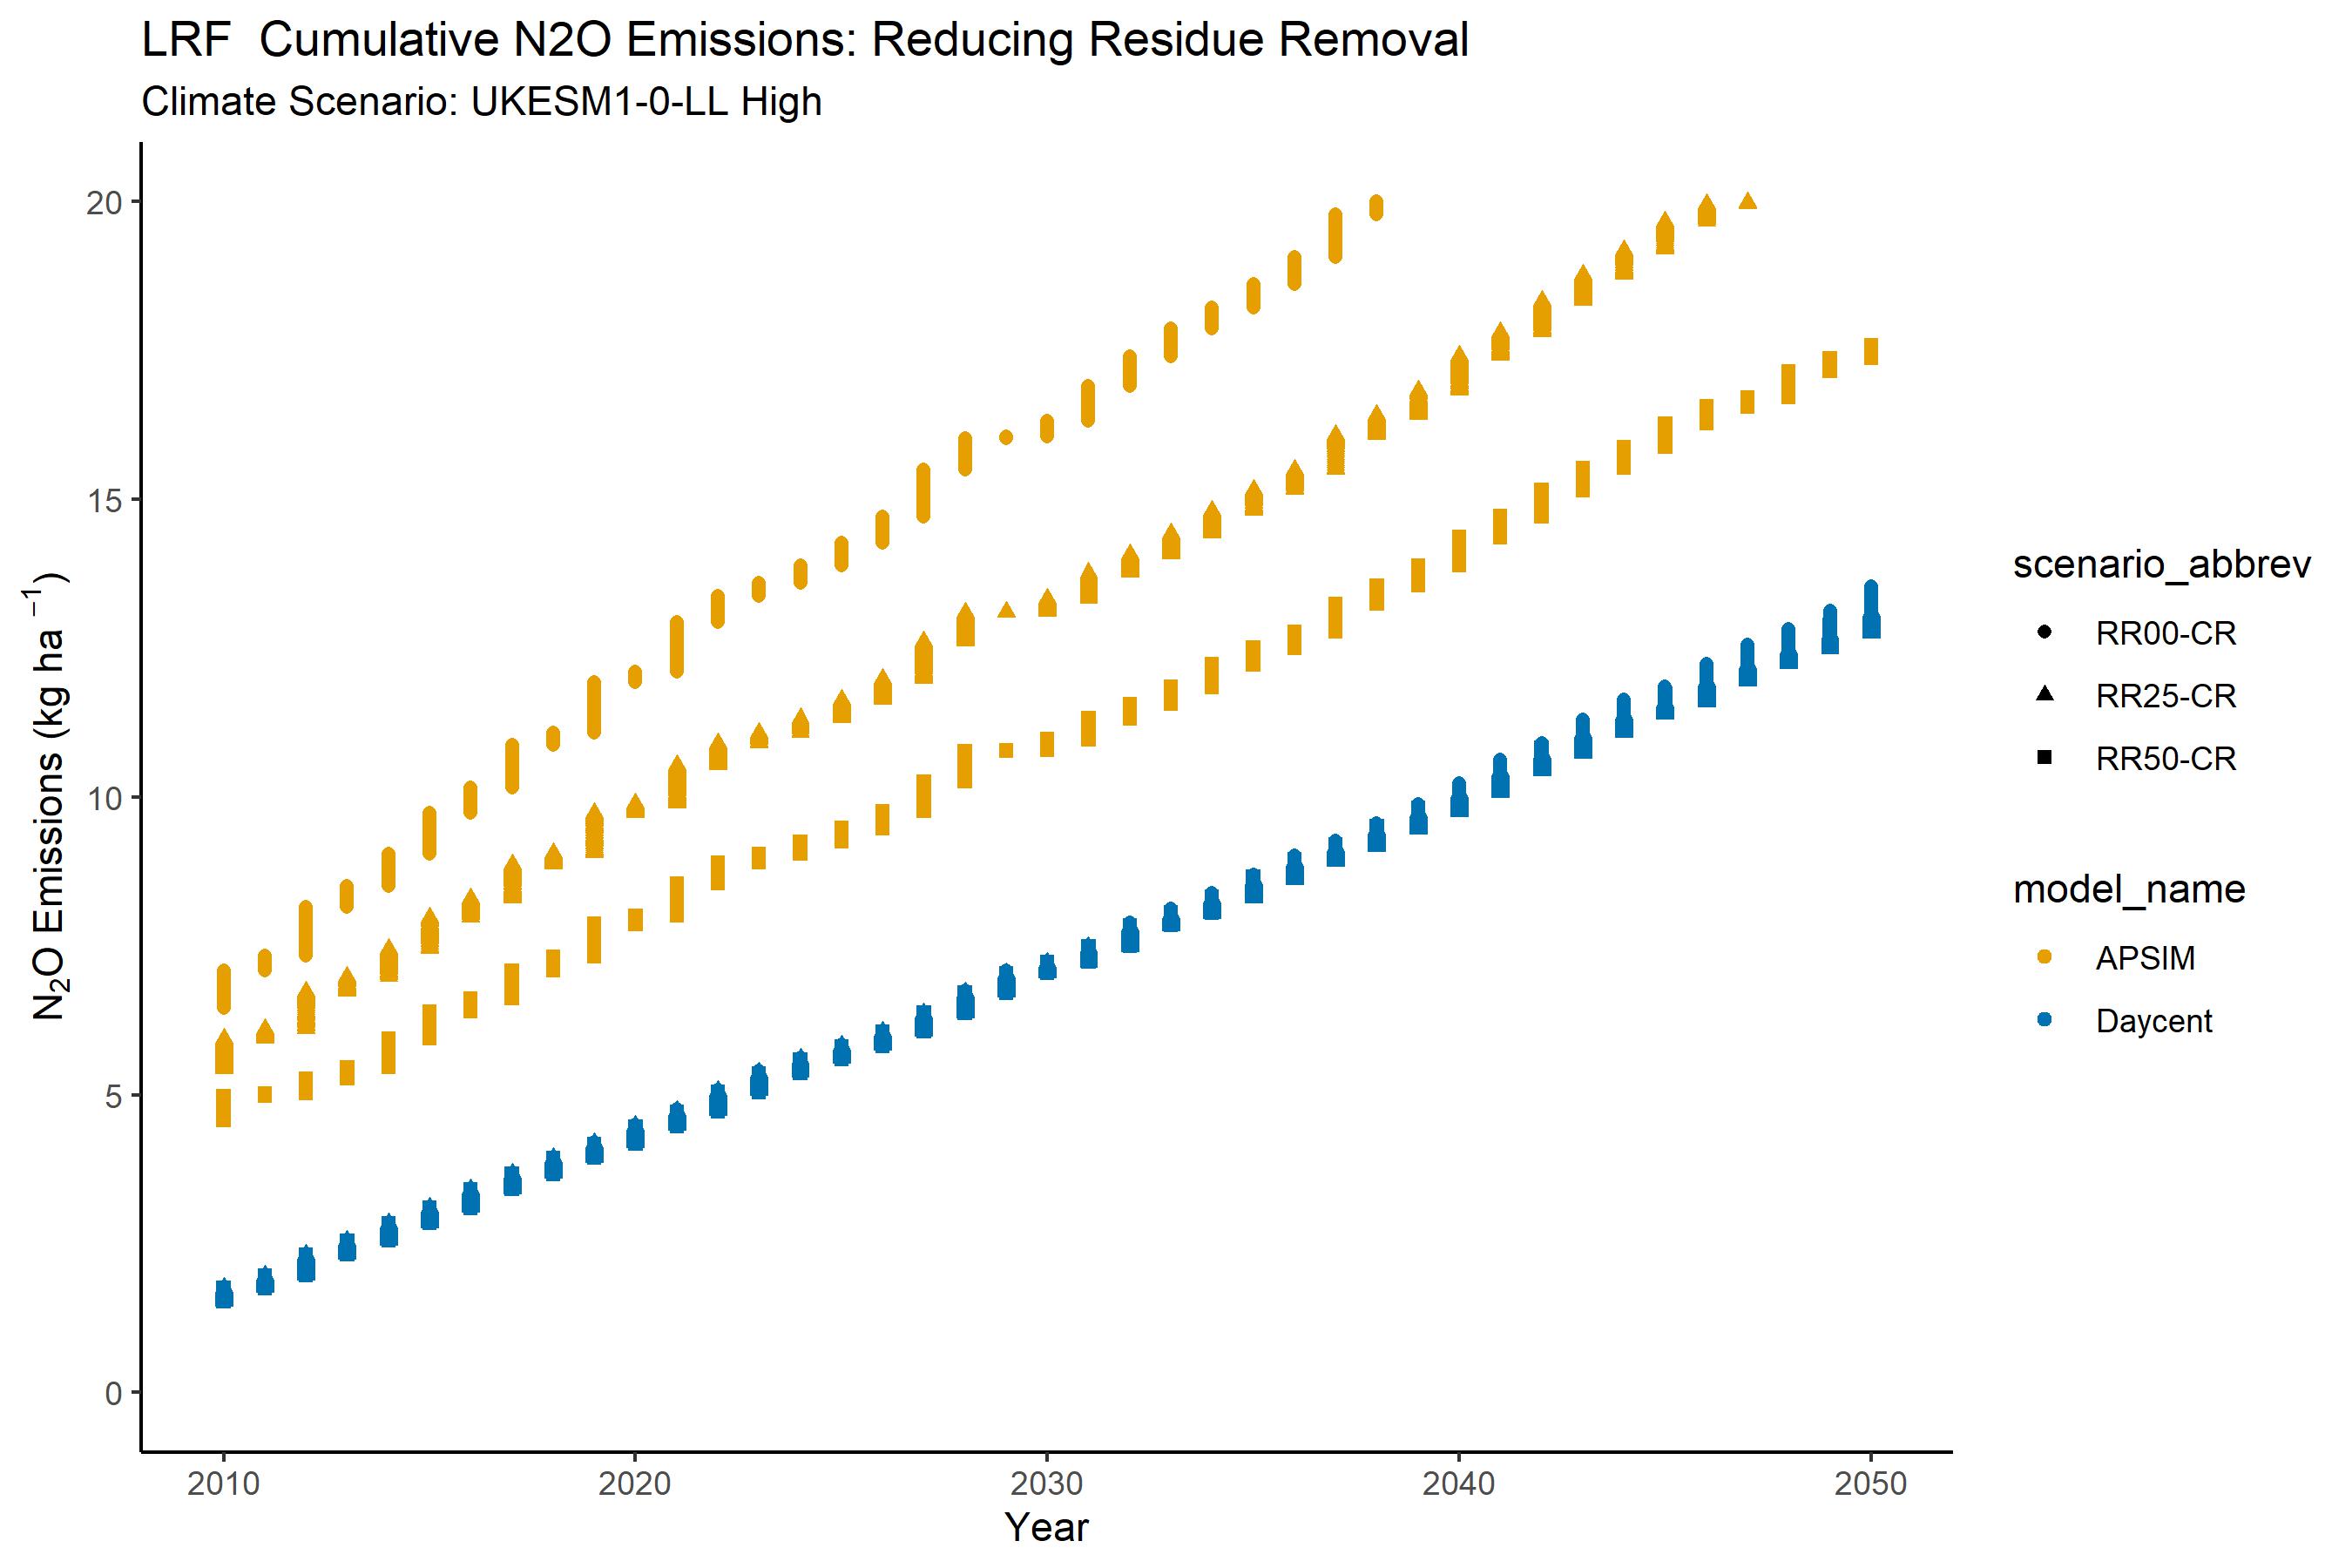 LRF  Cumulative N2O Emissions: Reducing Residue Removal
Climate Scenario: UKESM1-0-LL High
N₂O Emissions (kg ha ⁻¹)
20
15
10
5
0
2010 2020 2030 2040 2050
Year
scenario_abbrev
RR00-CR
RR25-CR
RR50-CR
model_name
APSIM
Daycent